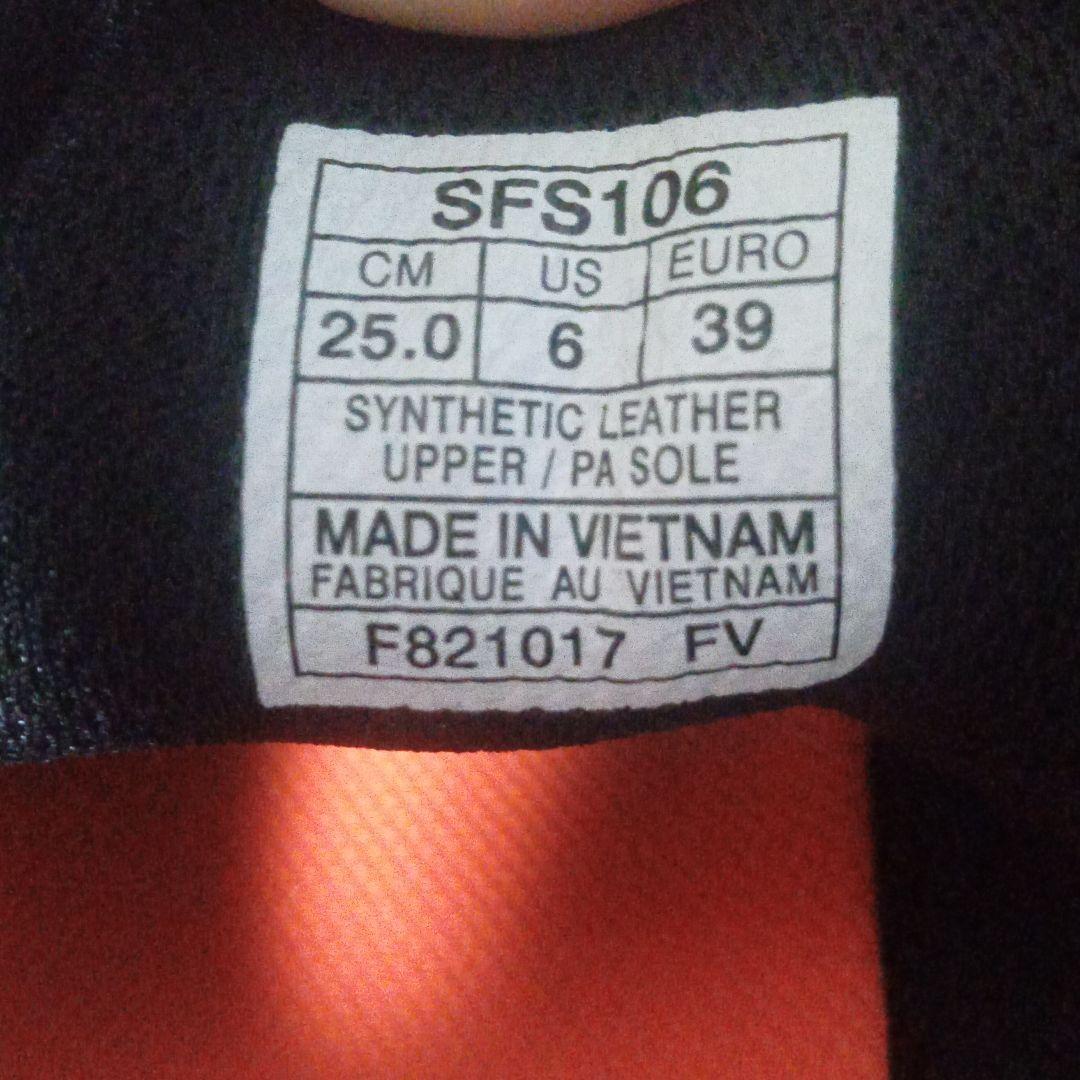 SFS106
CM US EURO
25.0 6 39
SYNTHETIC LEATHER
UPPER / PA SOLE
MADE IN VIETNAM
FABRIQUE AU VIETNAM
F821017 FV